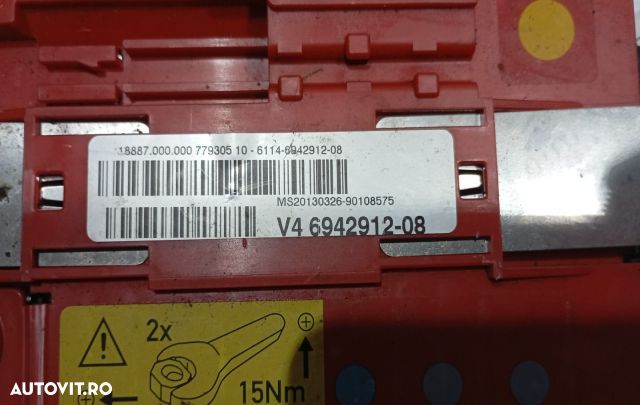 18887.000.000 779305 10 - 6114-6942912-08
MS20130326-90108575
V4 6942912-08
2x
15Nm
AUTOVIT.RO